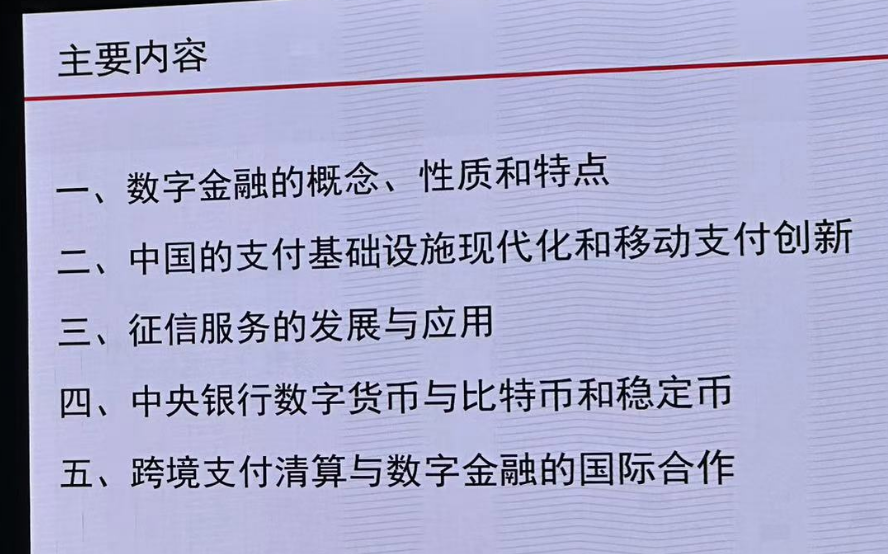 主要内容
一、数字金融的概念、性质和特点
二、中国的支付基础设施现代化和移动支付创新
三、征信服务的发展与应用
四、中央银行数字货币与比特币和稳定币
五、跨境支付清算与数字金融的国际合作